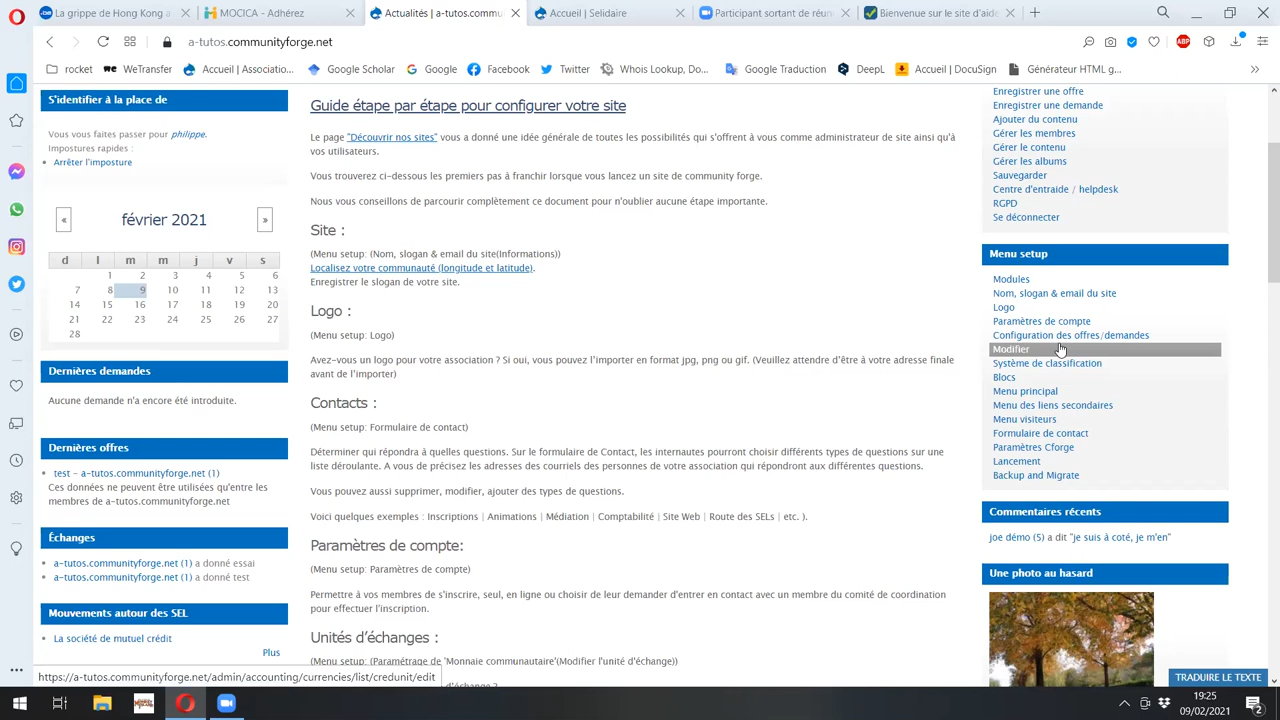 La grippe de Hong Kong a
MOCICA - Adhérez
Actualités | a-tutos.commu
Accueil | Selidaire
Participant sortant de réun
Bienvenue sur le site d'aide
a-tutos.communityforge.net
ABP
rocket
WeTransfer
Accueil | Associatio...
Google Scholar
Google
Facebook
Twitter
Whois Lookup, Do...
Google Traduction
DeepL
Accueil | DocuSign
Générateur HTML g...
S'identifier à la place de
Vous vous faites passer pour philippe.
Impostures rapides :
Arrêter l'imposture
« février 2021 »
d l m m j v s
1 2 3 4 5 6
7 8 9 10 11 12 13
14 15 16 17 18 19 20
21 22 23 24 25 26 27
28
Dernières demandes
Aucune demande n'a encore été introduite.
Dernières offres
test - a-tutos.communityforge.net (1)
Ces données ne peuvent être utilisées qu'entre les
membres de a-tutos.communityforge.net
Échanges
a-tutos.communityforge.net (1) a donné essai
a-tutos.communityforge.net (1) a donné test
Mouvements autour des SEL
La société de mutuel crédit
Plus
https://a-tutos.communityforge.net/admin/accounting/currencies/list/credunit/edit
Guide étape par étape pour configurer votre site
Le page "Découvrir nos sites" vous a donné une idée générale de toutes les possibilités qui s'offrent à vous comme administrateur de site ainsi qu'à
vos utilisateurs.
Vous trouverez ci-dessous les premiers pas à franchir lorsque vous lancez un site de community forge.
Nous vous conseillons de parcourir complètement ce document pour n'oublier aucune étape importante.
Site :
(Menu setup: (Nom, slogan & email du site(Informations))
Localisez votre communauté (longitude et latitude).
Enregistrer le slogan de votre site.
Logo :
(Menu setup: Logo)
Avez-vous un logo pour votre association ? Si oui, vous pouvez l'importer en format jpg, png ou gif. (Veuillez attendre d'être à votre adresse finale
avant de l'importer)
Contacts :
(Menu setup: Formulaire de contact)
Déterminer qui répondra à quelles questions. Sur le formulaire de Contact, les internautes pourront choisir différents types de questions sur une
liste déroulante. A vous de précisez les adresses des courriels des personnes de votre association qui répondront aux différentes questions.
Vous pouvez aussi supprimer, modifier, ajouter des types de questions.
Voici quelques exemples : Inscriptions | Animations | Médiation | Comptabilité | Site Web | Route des SELs | etc. ).
Paramètres de compte:
(Menu setup: Paramètres de compte)
Permettre à vos membres de s'inscrire, seul, en ligne ou choisir de leur demander d'entrer en contact avec un membre du comité de coordination
pour effectuer l'inscription.
Unités d'échanges :
(Menu setup: (Paramétrage de 'Monnaie communautaire'(Modifier l'unité d'échange))
d'échange ?
Enregistrer une offre
Enregistrer une demande
Ajouter du contenu
Gérer les membres
Gérer le contenu
Gérer les albums
Sauvegarder
Centre d'entraide / helpdesk
RGPD
Se déconnecter
Menu setup
Modules
Nom, slogan & email du site
Logo
Paramètres de compte
Configuration des offres/demandes
Modifier
Système de classification
Blocs
Menu principal
Menu des liens secondaires
Menu visiteurs
Formulaire de contact
Paramètres Cforge
Lancement
Backup and Migrate
Commentaires récents
joe démo (5) a dit "je suis à coté, je m'en"
Une photo au hasard
TRADUIRE LE TEXTE
19:25
09/02/2021
2